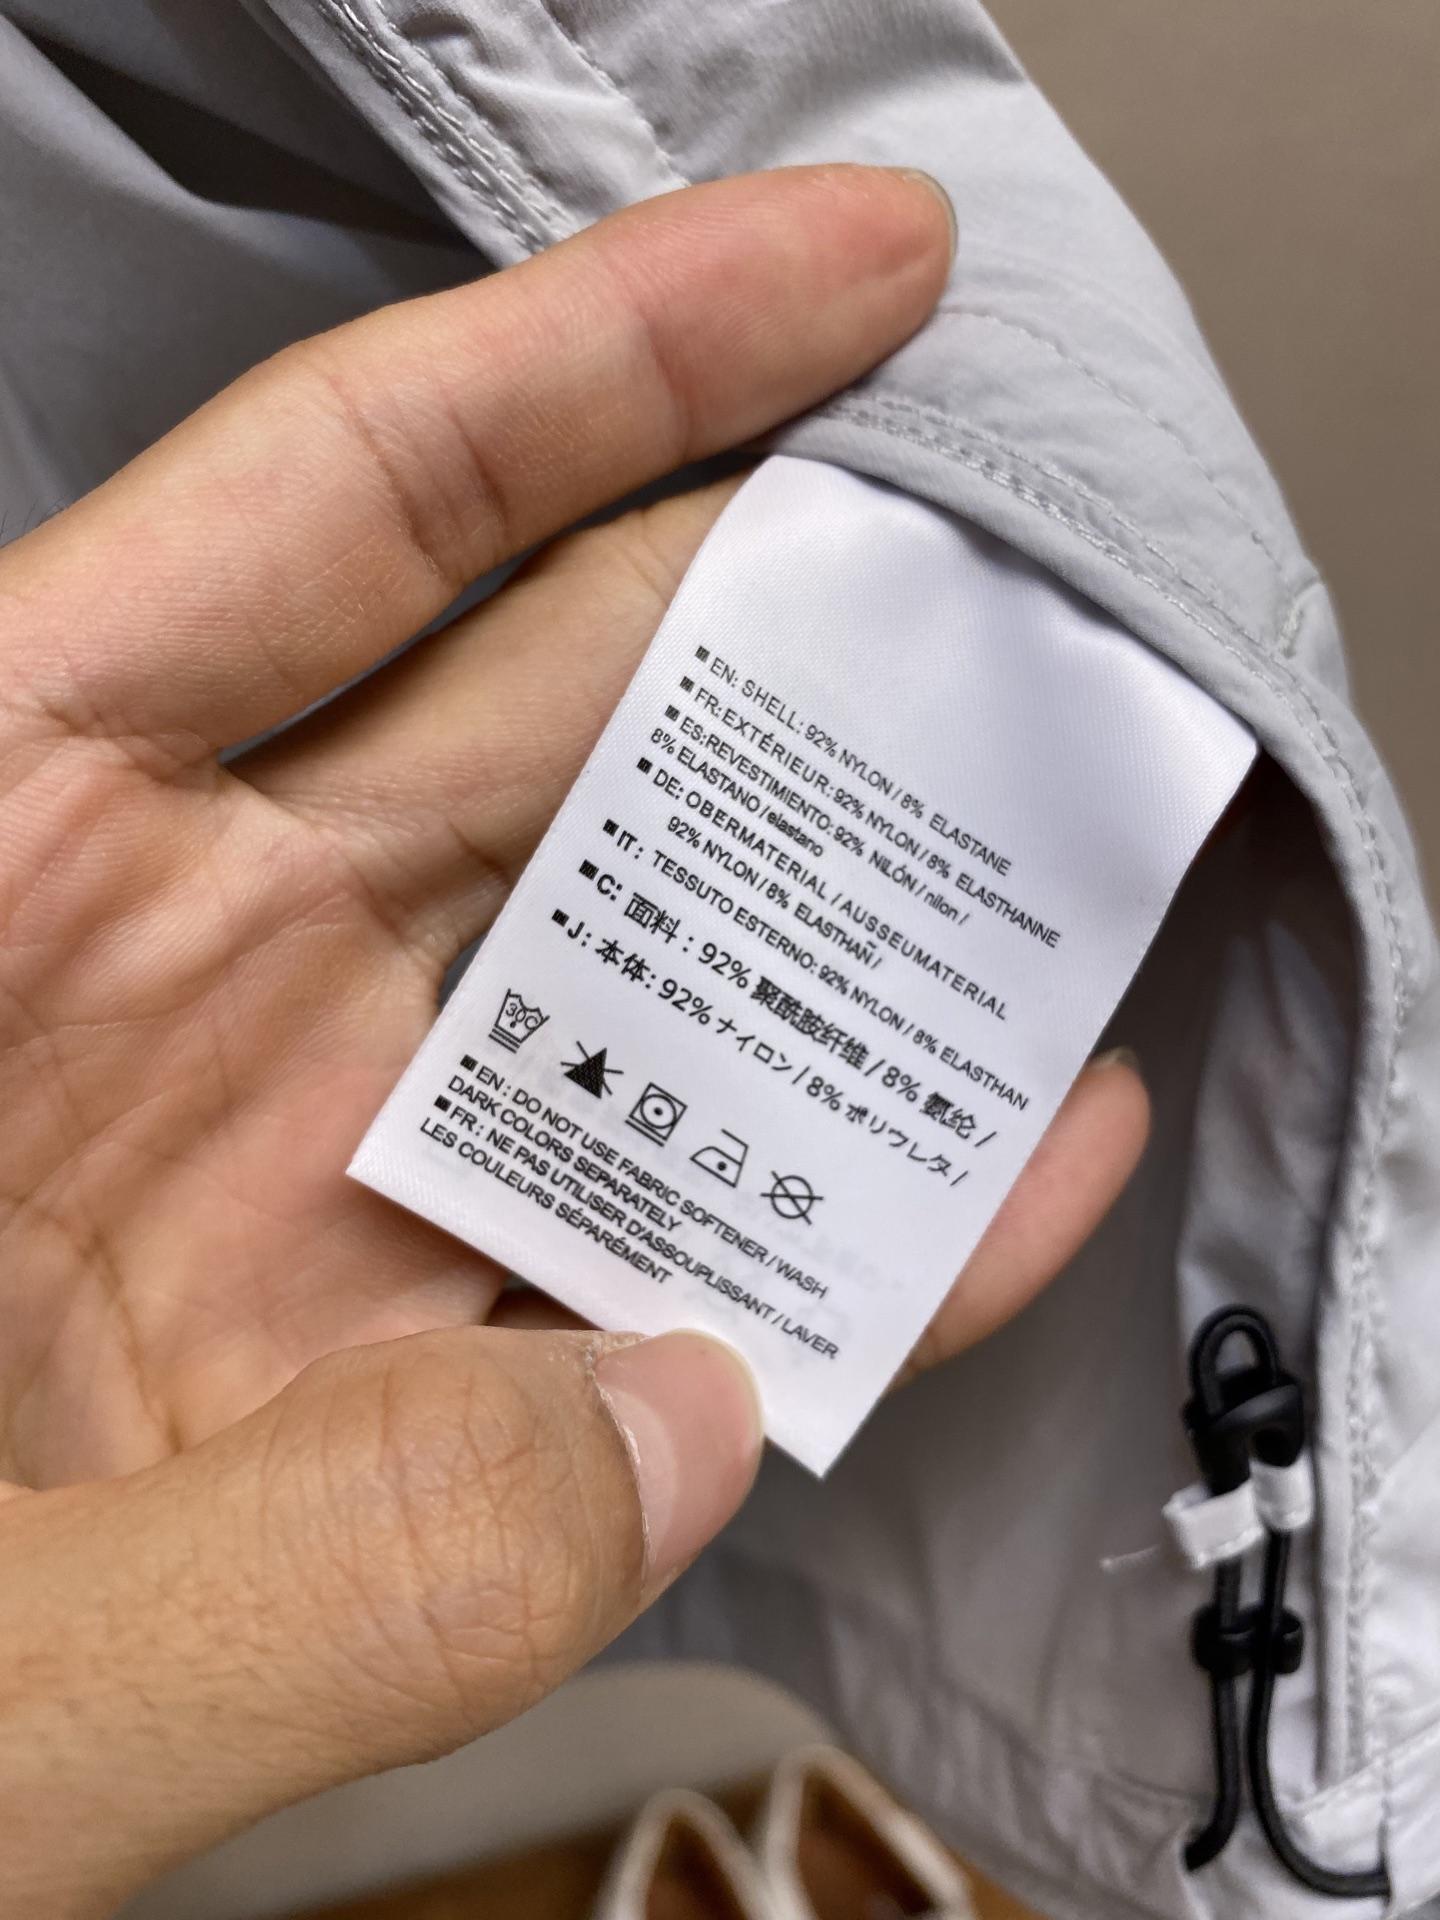 EN: SHELL: 92% NYLON / 8% ELASTANE
FR: EXTÉRIEUR: 92% NYLON / 8% ELASTHANNE
ES:REVESTIMIENTO: 92% NILÓN / nilon /
8% ELASTANO / elastano
DE: OBERMATERIAL / AUSSEUMATERIAL
92% NYLON / 8% ELASTHAÑ /
IT: TESSUTO ESTERNO: 92% NYLON / 8% ELASTHAN
C: 面料: 92% 聚酰胺纤维 / 8% 氨纶 /
J: 本体: 92% ナイロン / 8% ポリウレタ /
30C
EN: DO NOT USE FABRIC SOFTENER / WASH
DARK COLORS SEPARATELY
FR: NE PAS UTILISER D'ASSOUPLISSANT / LAVER
LES COULEURS SÉPARÉMENT